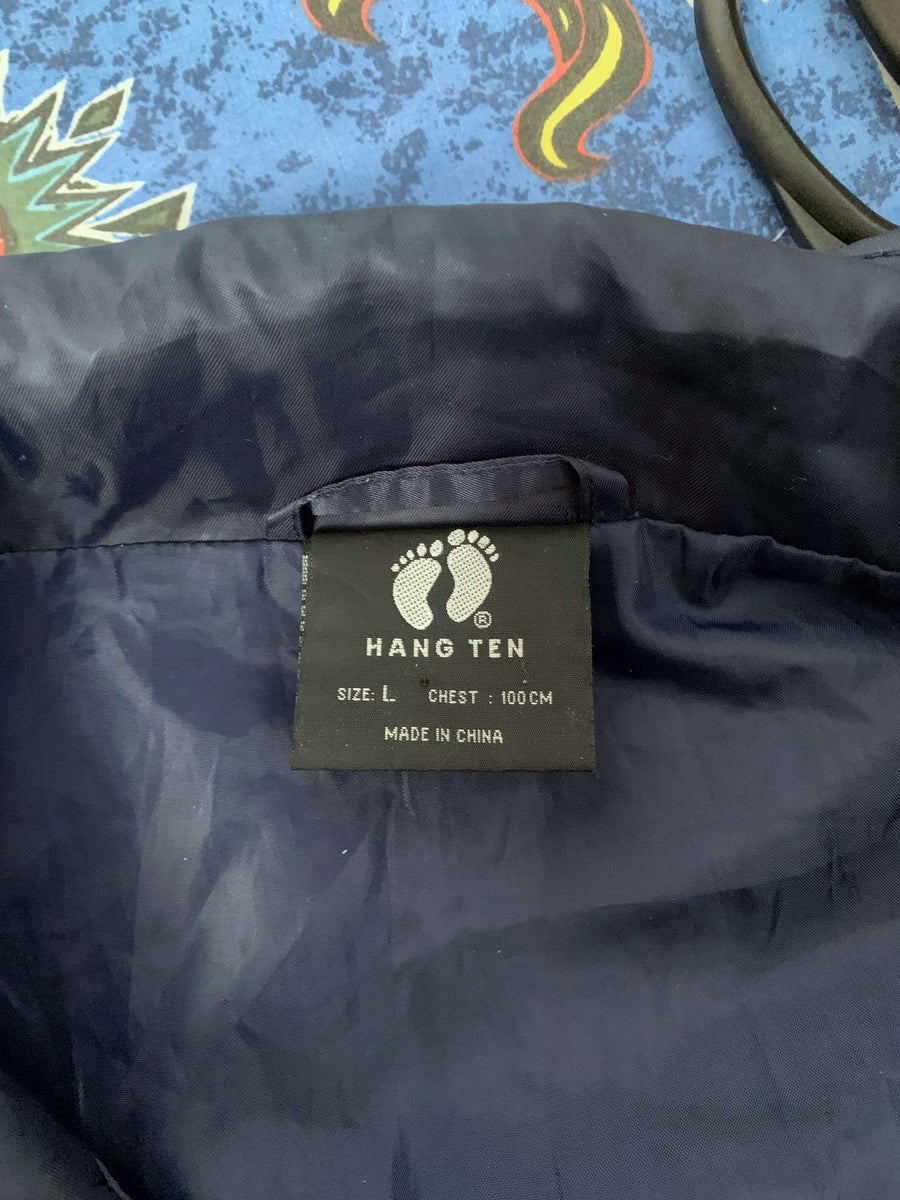 ®
HANG TEN
SIZE: L CHEST : 100CM
MADE IN CHINA